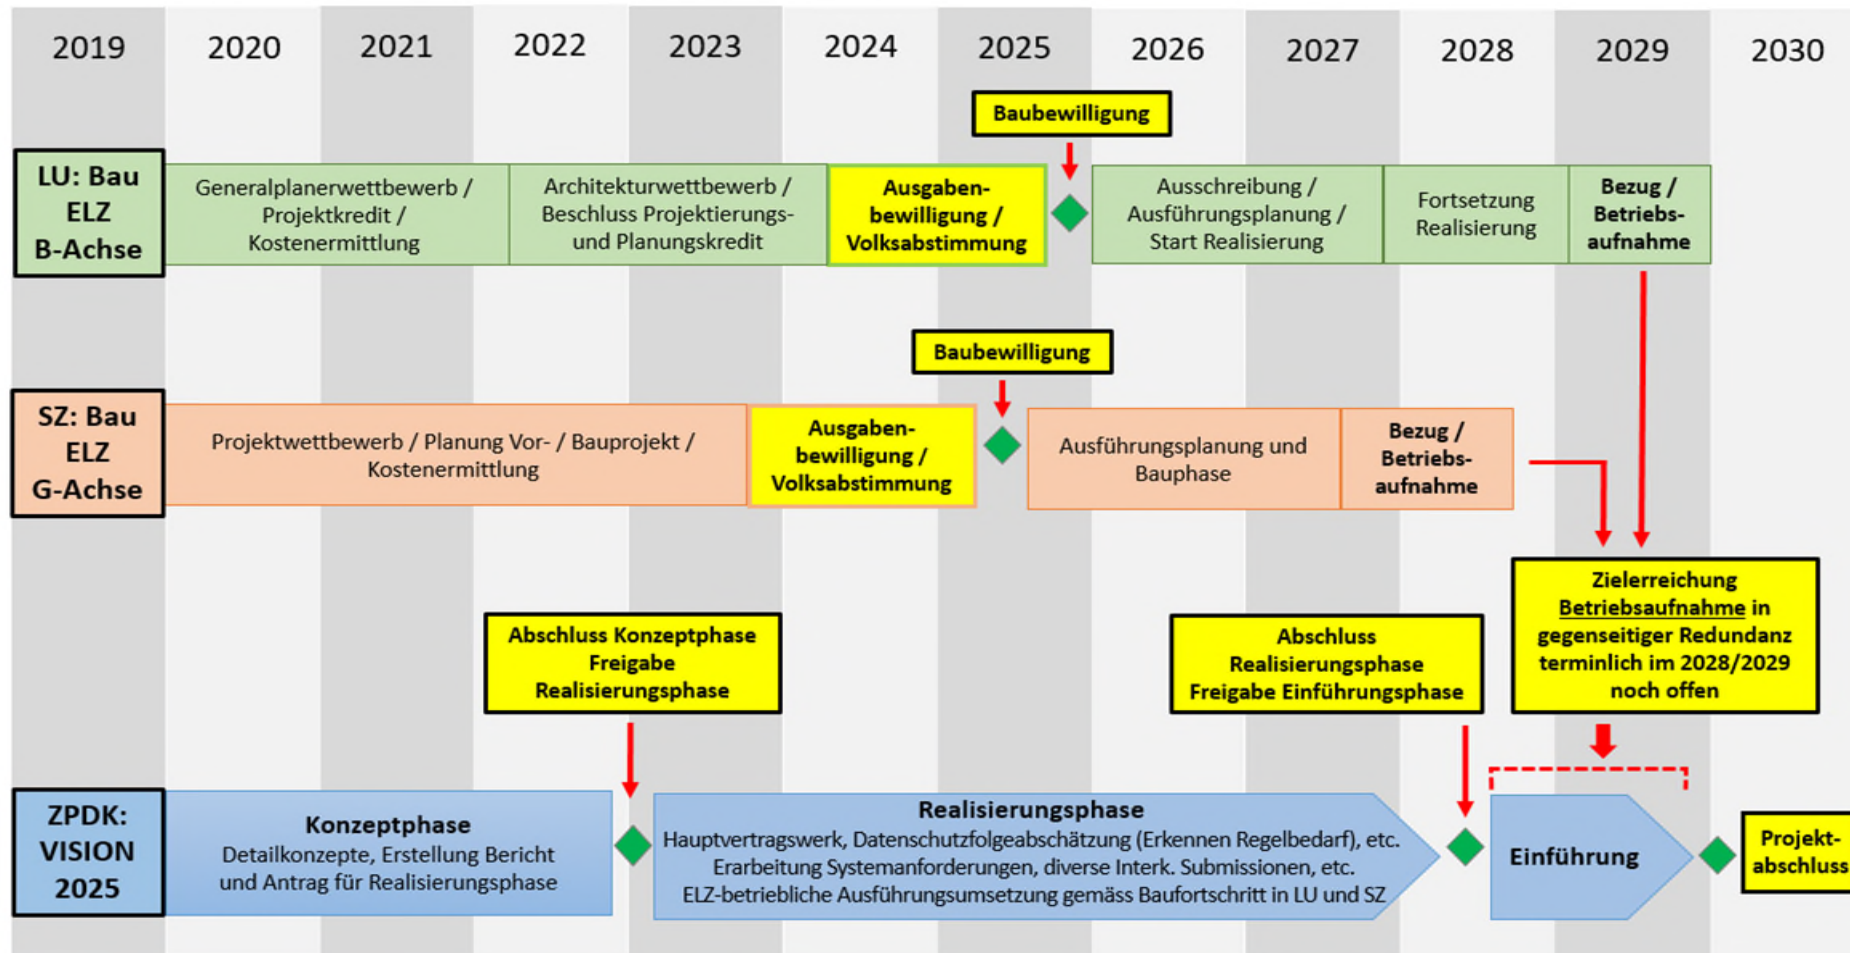 2019 2020 2021 2022 2023 2024 2025 2026 2027 2028 2029 2030
Baubewilligung
LU: Bau
ELZ
B-Achse
Generalplanerwettbewerb /
Projektkredit /
Kostenermittlung
Architekturwettbewerb /
Beschluss Projektierungs-
und Planungskredit
Ausgaben-
bewilligung /
Volksabstimmung
Ausschreibung /
Ausführungsplanung /
Start Realisierung
Fortsetzung
Realisierung
Bezug /
Betriebs-
aufnahme
Baubewilligung
SZ: Bau
ELZ
G-Achse
Projektwettbewerb / Planung Vor- / Bauprojekt /
Kostenermittlung
Ausgaben-
bewilligung /
Volksabstimmung
Ausführungsplanung und
Bauphase
Bezug /
Betriebs-
aufnahme
Abschluss Konzeptphase
Freigabe
Realisierungsphase
Abschluss
Realisierungsphase
Freigabe Einführungsphase
Zielerreichung
Betriebsaufnahme in
gegenseitiger Redundanz
terminlich im 2028/2029
noch offen
ZPDK:
VISION
2025
Konzeptphase
Detailkonzepte, Erstellung Bericht
und Antrag für Realisierungsphase
Realisierungsphase
Hauptvertragswerk, Datenschutzfolgeabschätzung (Erkennen Regelbedarf), etc.
Erarbeitung Systemanforderungen, diverse Interk. Submissionen, etc.
ELZ-betriebliche Ausführungsumsetzung gemäss Baufortschritt in LU und SZ
Einführung
Projekt-
abschluss